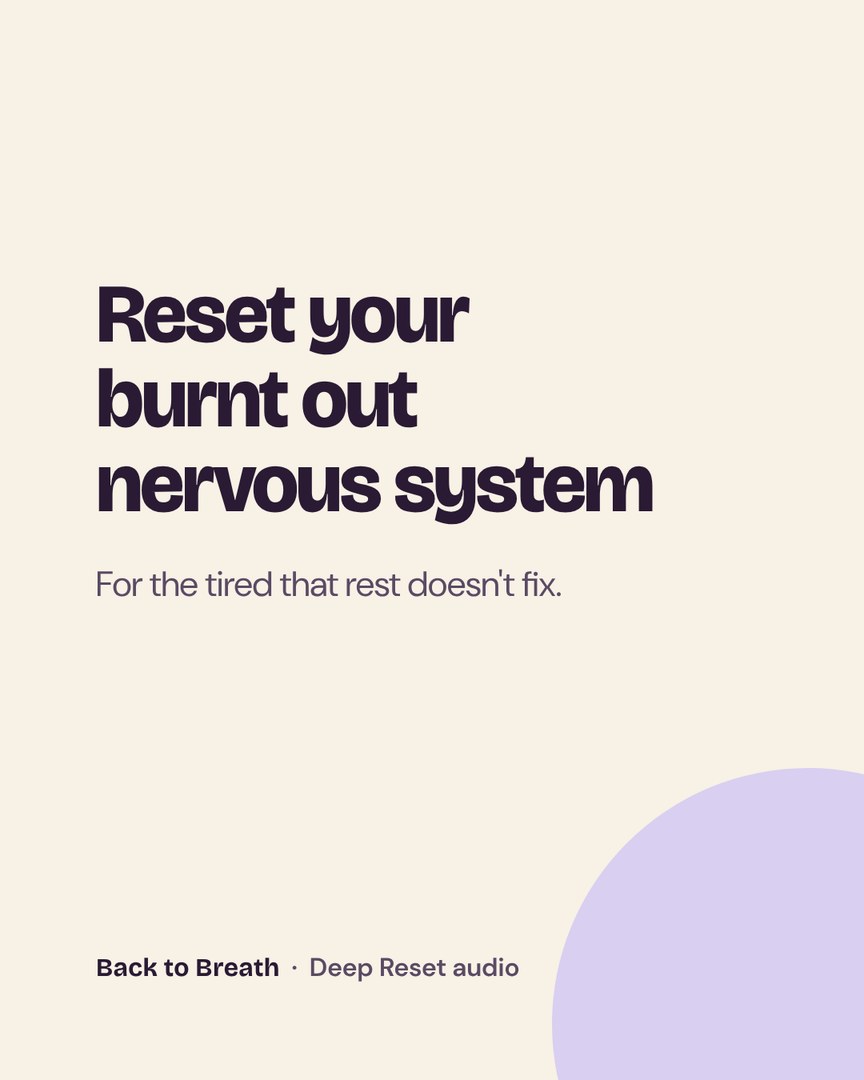 Reset your
burnt out
nervous system
For the tired that rest doesn't fix.
Back to Breath · Deep Reset audio